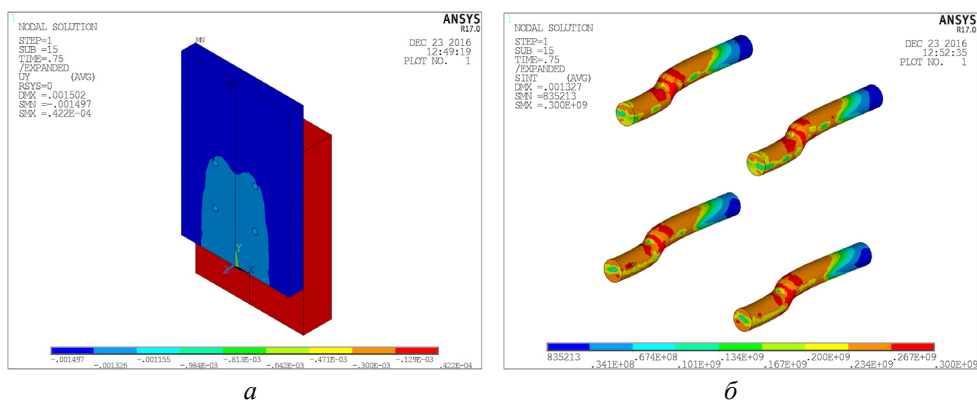 1
NODAL SOLUTION
STEP=1
SUB =15
TIME=.75
/EXPANDED
UY (AVG)
RSYS=0
DMX =.001502
SMN =-.001497
SMX =.422E-04
ANSYS
R17.0
DEC 23 2016
12:49:19
PLOT NO. 1
MN
Y
Z X
-.001497 -.001155 -.813E-03 -.471E-03 -.129E-03
-.001326 -.984E-03 -.642E-03 -.300E-03 .422E-04
а
1
NODAL SOLUTION
STEP=1
SUB =15
TIME=.75
/EXPANDED
SINT (AVG)
DMX =.001327
SMN =835213
SMX =.300E+09
ANSYS
R17.0
DEC 23 2016
12:52:35
PLOT NO. 1
835213 .674E+08 .134E+09 .200E+09 .267E+09
.341E+08 .101E+09 .167E+09 .234E+09 .300E+09
б